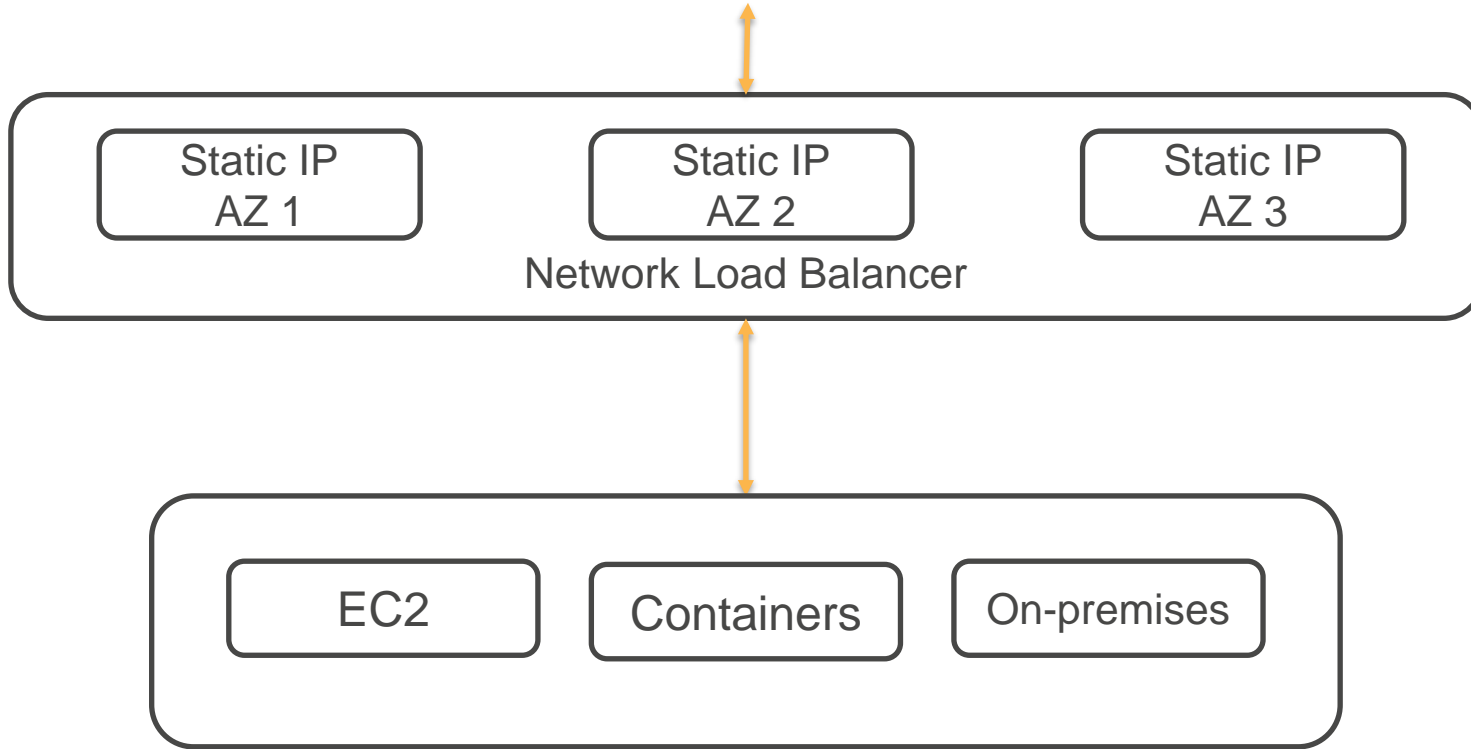 Static IP
AZ 1
Static IP
AZ 2
Static IP
AZ 3
Network Load Balancer
EC2
Containers
On-premises